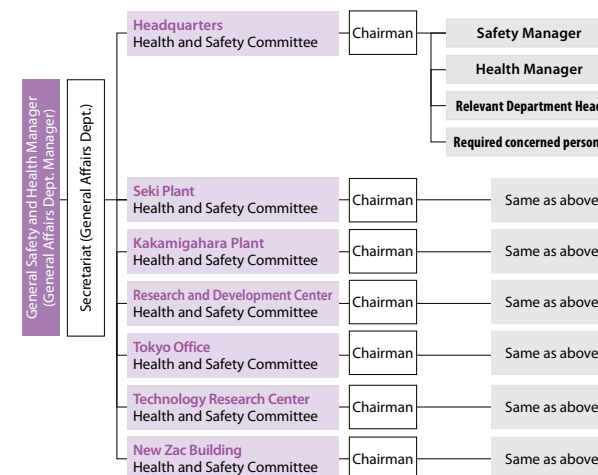 General Safety and Health Manager
(General Affairs Dept. Manager)
Secretariat (General Affairs Dept.)
Headquarters
Health and Safety Committee
Chairman
Safety Manager
Health Manager
Relevant Department Head
Required concerned person
Seki Plant
Health and Safety Committee
Chairman
Same as above
Kakamigahara Plant
Health and Safety Committee
Chairman
Same as above
Research and Development Center
Health and Safety Committee
Chairman
Same as above
Tokyo Office
Health and Safety Committee
Chairman
Same as above
Technology Research Center
Health and Safety Committee
Chairman
Same as above
New Zac Building
Health and Safety Committee
Chairman
Same as above